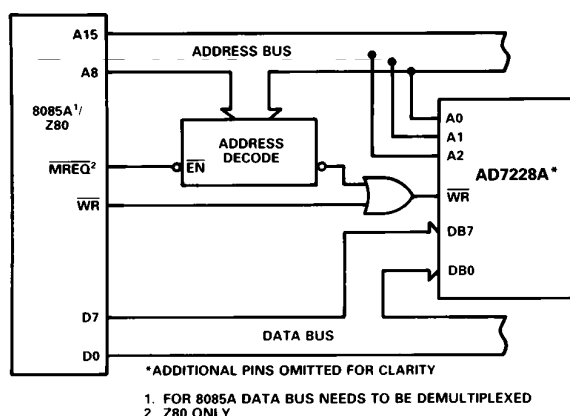 A15
ADDRESS BUS
A8
8085A1/
Z80
ADDRESS
DECODE
MREQ2
EN
WR
A0
A1
A2
AD7228A*
WR
DB7
DB0
D7
DATA BUS
D0
*ADDITIONAL PINS OMITTED FOR CLARITY
1. FOR 8085A DATA BUS NEEDS TO BE DEMULTIPLEXED
2. Z80 ONLY